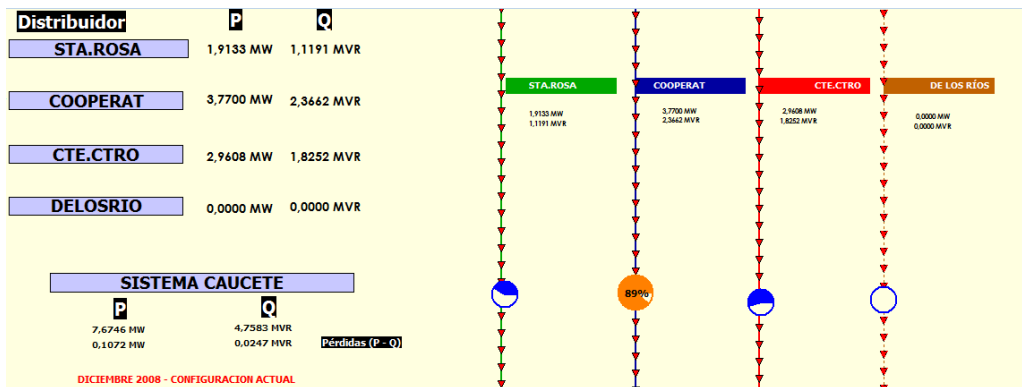 Distribuidor P Q
STA.ROSA 1,9133 MW 1,1191 MVR
COOPERAT 3,7700 MW 2,3662 MVR
CTE.CTRO 2,9608 MW 1,8252 MVR
DELOSRIO 0,0000 MW 0,0000 MVR
SISTEMA CAUCETE
P Q
7,6746 MW 4,7583 MVR
0,1072 MW 0,0247 MVR Pérdidas (P - Q)
DICIEMBRE 2008 - CONFIGURACION ACTUAL
STA.ROSA COOPERAT CTE.CTRO DE LOS RÍOS
1,9133 MW 3,7700 MW 2,9608 MW 0,0000 MW
1,1191 MVR 2,3662 MVR 1,8252 MVR 0,0000 MVR
89%